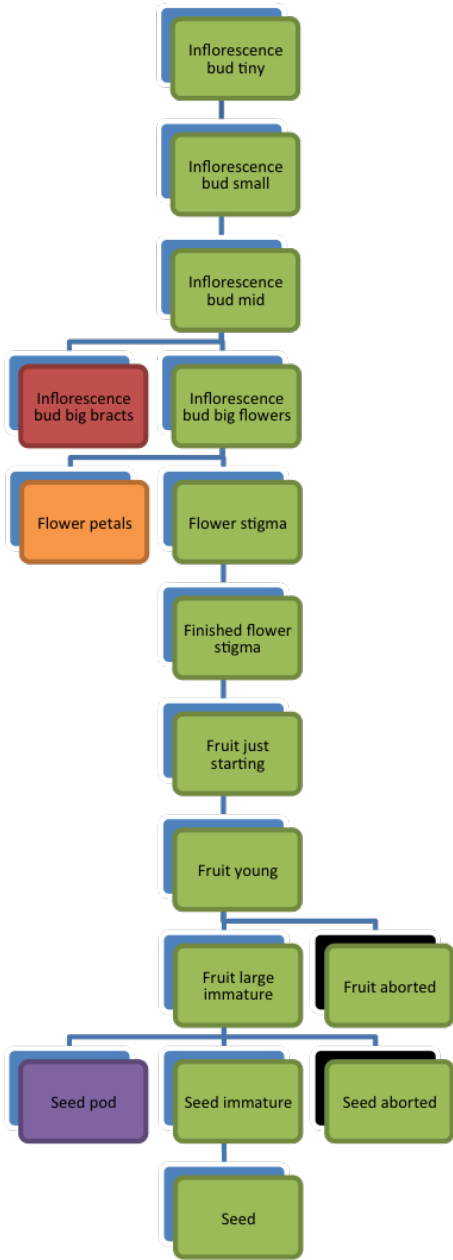 Inflorescence
bud tiny
Inflorescence
bud small
Inflorescence
bud mid
Inflorescence
bud big bracts
Inflorescence
bud big flowers
Flower petals
Flower stigma
Finished flower
stigma
Fruit just
starting
Fruit young
Fruit large
immature
Fruit aborted
Seed pod
Seed immature
Seed aborted
Seed